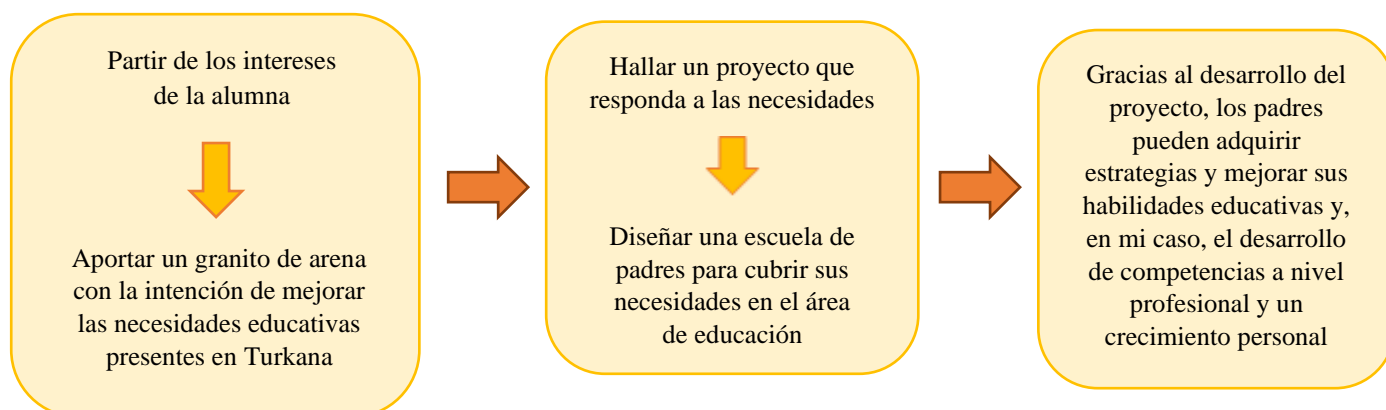 Partir de los intereses
de la alumna
Aportar un granito de arena
con la intención de mejorar
las necesidades educativas
presentes en Turkana
Hallar un proyecto que
responda a las necesidades
Diseñar una escuela de
padres para cubrir sus
necesidades en el área
de educación
Gracias al desarrollo del
proyecto, los padres
pueden adquirir
estrategias y mejorar sus
habilidades educativas y,
en mi caso, el desarrollo
de competencias a nivel
profesional y un
crecimiento personal